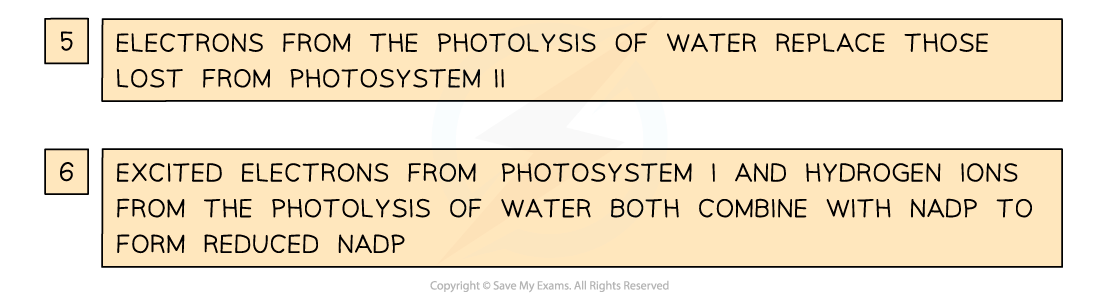 5
ELECTRONS FROM THE PHOTOLYSIS OF WATER REPLACE THOSE
LOST FROM PHOTOSYSTEM II
6
EXCITED ELECTRONS FROM PHOTOSYSTEM I AND HYDROGEN IONS
FROM THE PHOTOLYSIS OF WATER BOTH COMBINE WITH NADP TO
FORM REDUCED NADP
Copyright © Save My Exams. All Rights Reserved